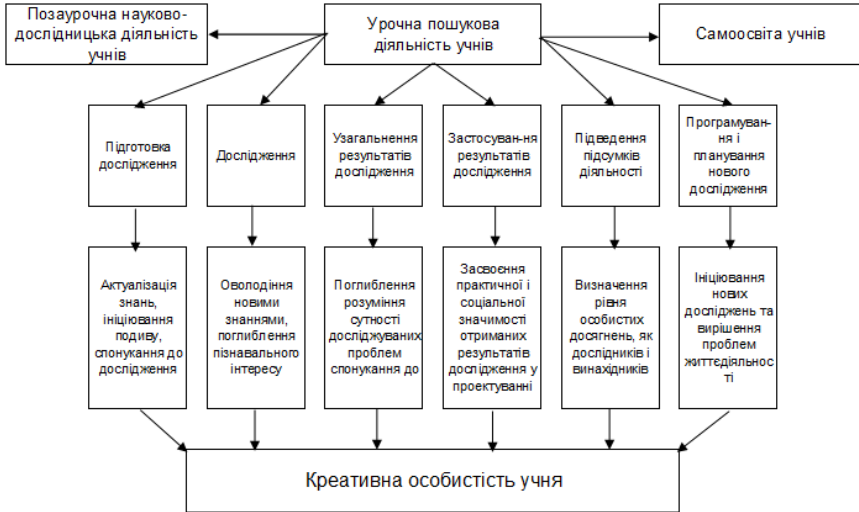 Позаурочна науково-
дослідницька діяльність
учнів
Урочна пошукова
діяльність учнів
Самоосвіта учнів
Підготовка
дослідження
Дослідження
Узагальнення
результатів
дослідження
Застосуван-ня
результатів
дослідження
Підведення
підсумків
діяльності
Програмуван-
ня і
планування
нового
дослідження
Актуалізація
знань,
ініціювання
подиву,
спонукання до
дослідження
Оволодіння
новими
знаннями,
поглиблення
пізнавального
інтересу
Поглиблення
розуміння
сутності
досліджуваних
проблем
спонукання до
Засвоєння
практичної і
соціальної
значимості
отриманих
результатів
дослідження у
проектуванні
Визначення
рівня
особистих
досягнень, як
дослідників і
винахідників
Ініціювання
нових
досліджень та
вирішення
проблем
життєдіяльнос
ті
Креативна особистість учня